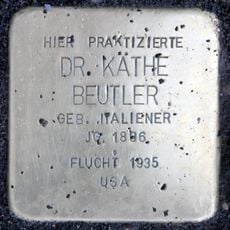 HIER PRAKTIZIERTE
DR. KÄTHE
BEUTLER
GEB. ITALIENER
JG. 1896
FLUCHT 1935
USA